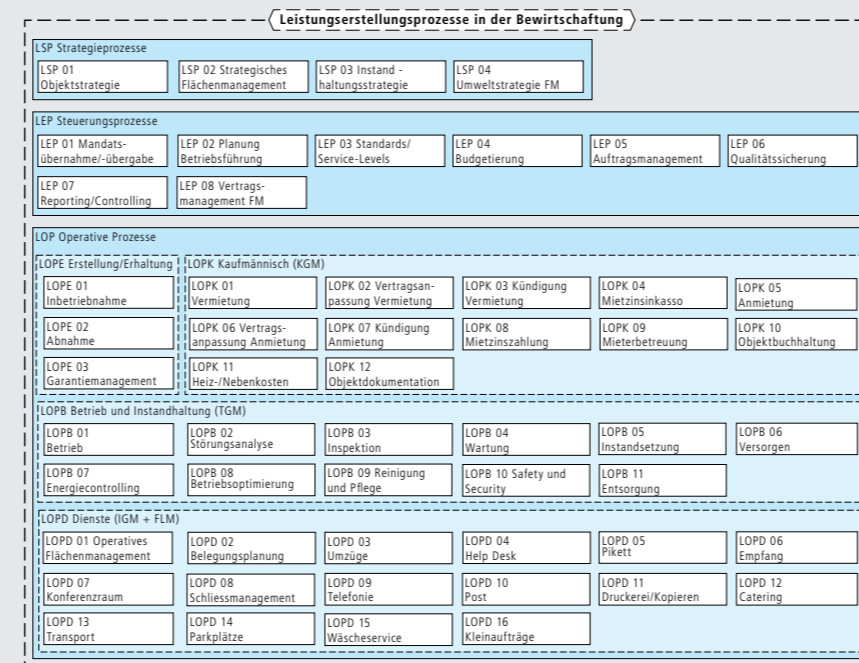 Leistungserstellungsprozesse in der Bewirtschaftung
LSP Strategieprozesse
LSP 01
Objektstrategie
LSP 02 Strategisches
Flächenmanagement
LSP 03 Instand -
haltungsstrategie
LSP 04
Umweltstrategie FM
LEP Steuerungsprozesse
LEP 01 Mandats-
übernahme/-übergabe
LEP 02 Planung
Betriebsführung
LEP 03 Standards/
Service-Levels
LEP 04
Budgetierung
LEP 05
Auftragsmanagement
LEP 06
Qualitätssicherung
LEP 07
Reporting/Controlling
LEP 08 Vertrags-
management FM
LOP Operative Prozesse
LOPE Erstellung/Erhaltung
LOPE 01
Inbetriebnahme
LOPE 02
Abnahme
LOPE 03
Garantiemanagement
LOPK Kaufmännisch (KGM)
LOPK 01
Vermietung
LOPK 02 Vertragsan-
passung Vermietung
LOPK 03 Kündigung
Vermietung
LOPK 04
Mietzinsinkasso
LOPK 05
Anmietung
LOPK 06 Vertrags-
anpassung Anmietung
LOPK 07 Kündigung
Anmietung
LOPK 08
Mietzinszahlung
LOPK 09
Mieterbetreuung
LOPK 10
Objektbuchhaltung
LOPK 11
Heiz-/Nebenkosten
LOPK 12
Objektdokumentation
LOPB Betrieb und Instandhaltung (TGM)
LOPB 01
Betrieb
LOPB 02
Störungsanalyse
LOPB 03
Inspektion
LOPB 04
Wartung
LOPB 05
Instandsetzung
LOPB 06
Versorgen
LOPB 07
Energiecontrolling
LOPB 08
Betriebsoptimierung
LOPB 09 Reinigung
und Pflege
LOPB 10 Safety und
Security
LOPB 11
Entsorgung
LOPD Dienste (IGM + FLM)
LOPD 01 Operatives
Flächenmanagement
LOPD 02
Belegungsplanung
LOPD 03
Umzüge
LOPD 04
Help Desk
LOPD 05
Pikett
LOPD 06
Empfang
LOPD 07
Konferenzraum
LOPD 08
Schliessmanagement
LOPD 09
Telefonie
LOPD 10
Post
LOPD 11
Druckerei/Kopieren
LOPD 12
Catering
LOPD 13
Transport
LOPD 14
Parkplätze
LOPD 15
Wäscheservice
LOPD 16
Kleinaufträge